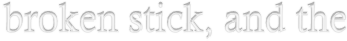 broken stick, and the